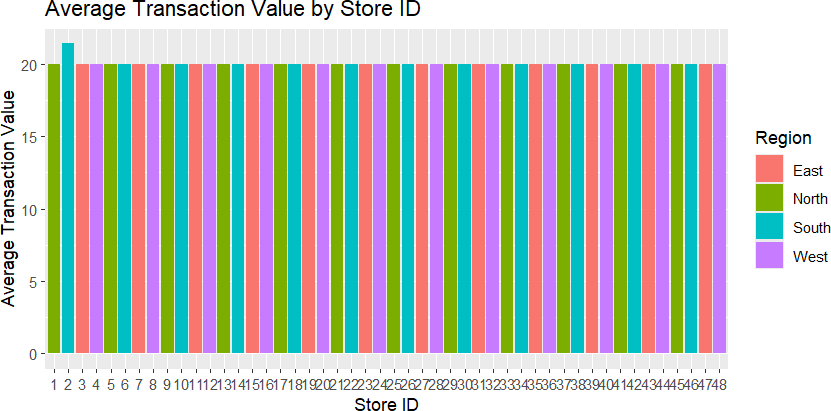 Average Transaction Value by Store ID
Average Transaction Value
20
15
10
5
0
1 2 3 4 5 6 7 8 9 10 11 12 13 14 15 16 17 18 19 20 21 22 23 24 25 26 27 28 29 30 31 32 33 34 35 36 37 38 39 40 41 42 43 44 45 46 47 48
Store ID
Region
East
North
South
West